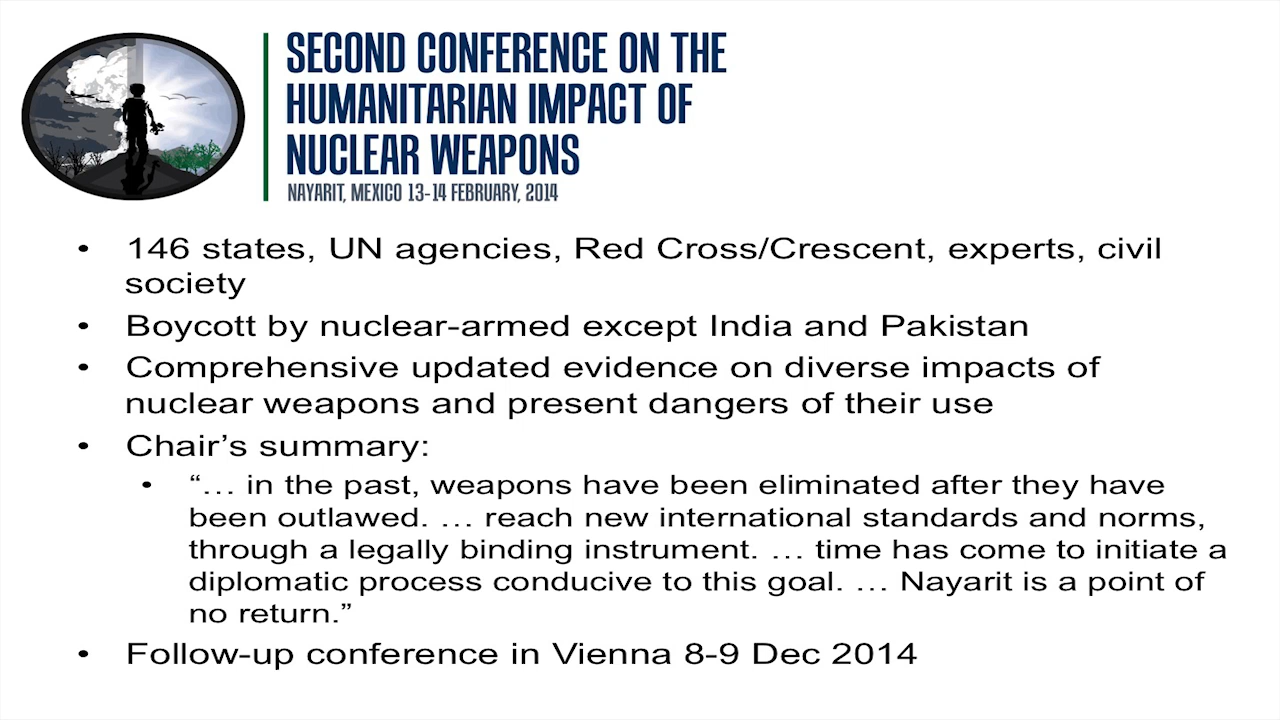 SECOND CONFERENCE ON THE
HUMANITARIAN IMPACT OF
NUCLEAR WEAPONS
NAYARIT, MEXICO 13-14 FEBRUARY, 2014
• 146 states, UN agencies, Red Cross/Crescent, experts, civil
society
• Boycott by nuclear-armed except India and Pakistan
• Comprehensive updated evidence on diverse impacts of
nuclear weapons and present dangers of their use
• Chair’s summary:
• “… in the past, weapons have been eliminated after they have
been outlawed. … reach new international standards and norms,
through a legally binding instrument. … time has come to initiate a
diplomatic process conducive to this goal. … Nayarit is a point of
no return.”
• Follow-up conference in Vienna 8-9 Dec 2014